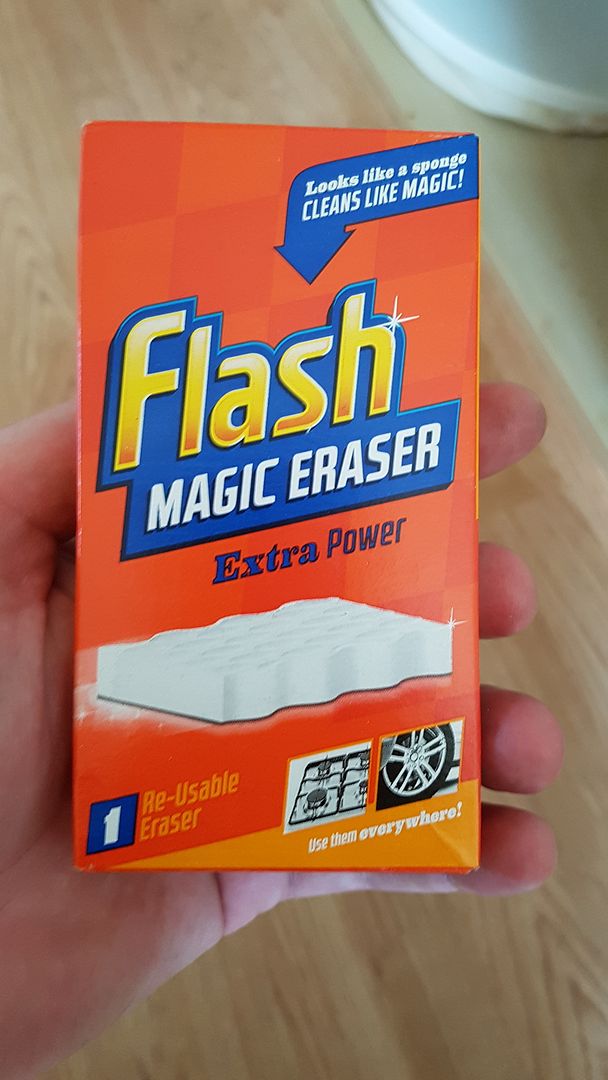 Looks like a sponge
CLEANS LIKE MAGIC!
Flash
MAGIC ERASER
Extra Power
1
Re-Usable
Eraser
Use them everywhere!